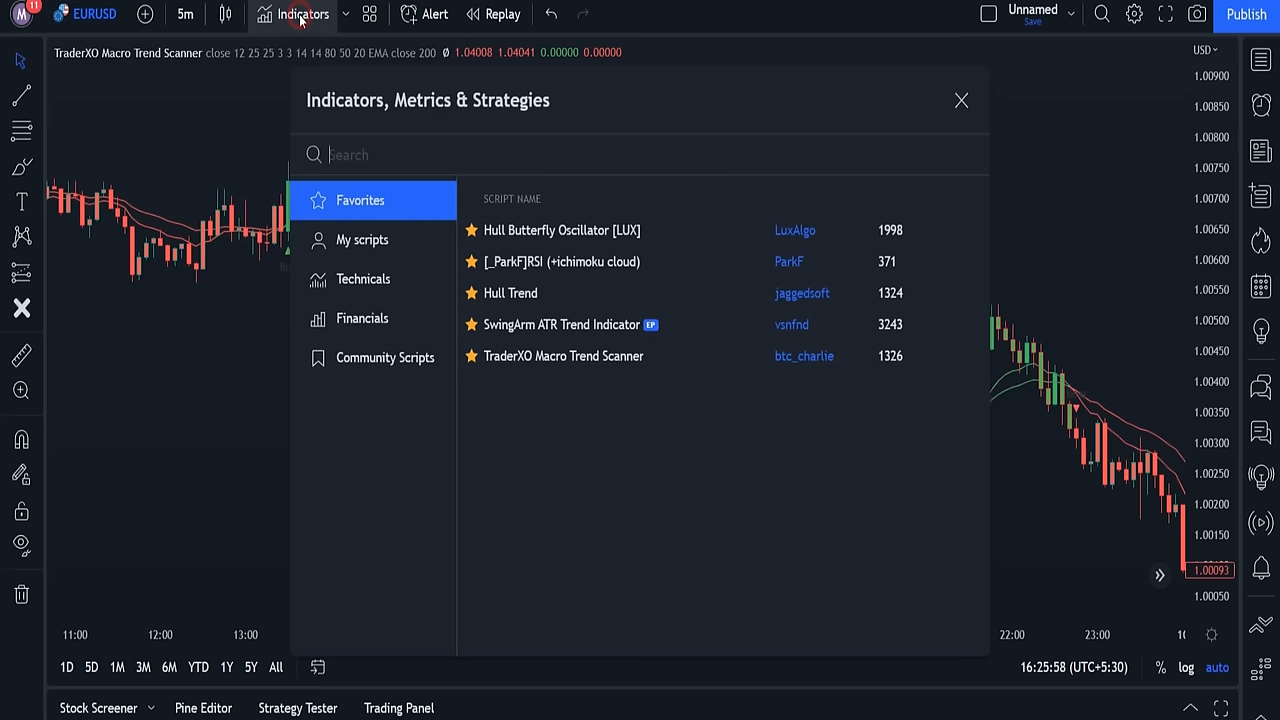 M 11 EURUSD 5m Indicators Alert Replay Unnamed Save Publish
TraderXO Macro Trend Scanner close 12 25 25 3 3 14 14 80 50 20 EMA close 200 Ø 1.04008 1.04041 0.00000 0.00000
USD
Indicators, Metrics & Strategies
Search
Favorites
My scripts
Technicals
Financials
Community Scripts
SCRIPT NAME
Hull Butterfly Oscillator [LUX] LuxAlgo 1998
[_ParkF]RSI (+ichimoku cloud) ParkF 371
Hull Trend jaggedsoft 1324
SwingArm ATR Trend Indicator EP vsnfnd 3243
TraderXO Macro Trend Scanner btc_charlie 1326
1.00900
1.00850
1.00800
1.00750
1.00700
1.00650
1.00600
1.00550
1.00500
1.00450
1.00400
1.00350
1.00300
1.00250
1.00200
1.00150
1.00093
1.00050
11:00 12:00 13:00 22:00 23:00
1D 5D 1M 3M 6M YTD 1Y 5Y All 16:25:58 (UTC+5:30) % log auto
Stock Screener Pine Editor Strategy Tester Trading Panel